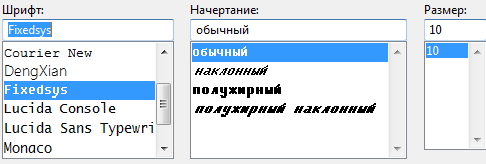 Шрифт:
Fixedsys
Courier New
DengXian
Fixedsys
Lucida Console
Lucida Sans Typewri
Monaco
Начертание:
обычный
обычный
наклонный
полужирный
полужирный наклонный
Размер:
10
10